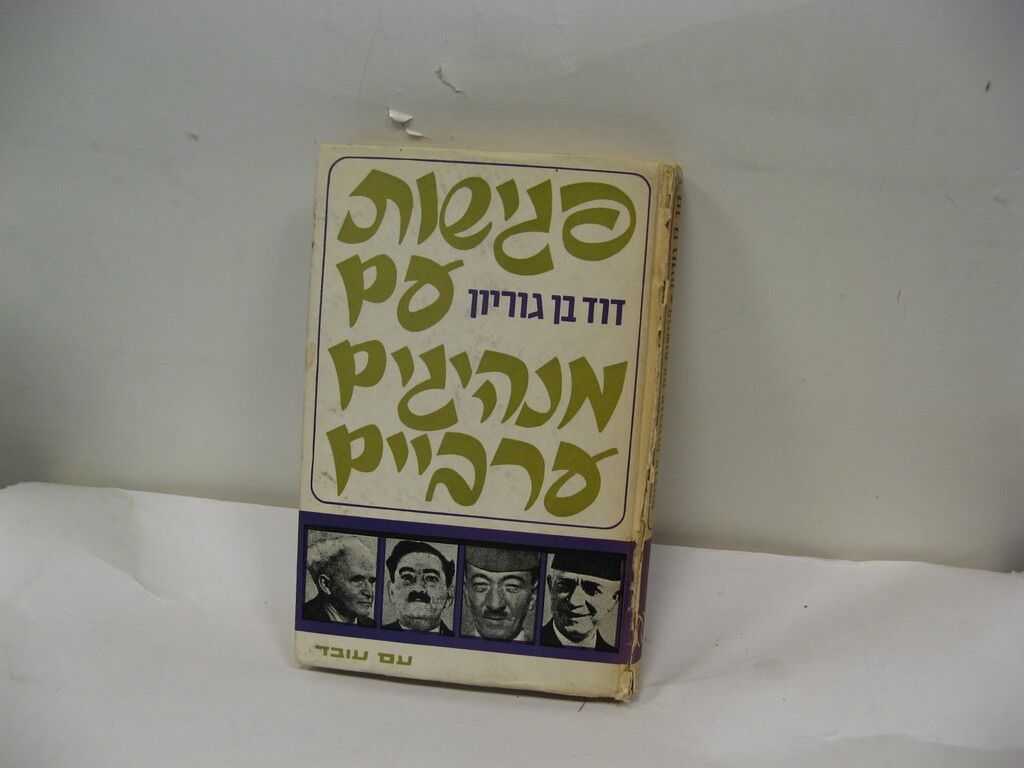 פגישות
עם
דוד בן גוריון
מנהיגים
ערביים
עם עובד